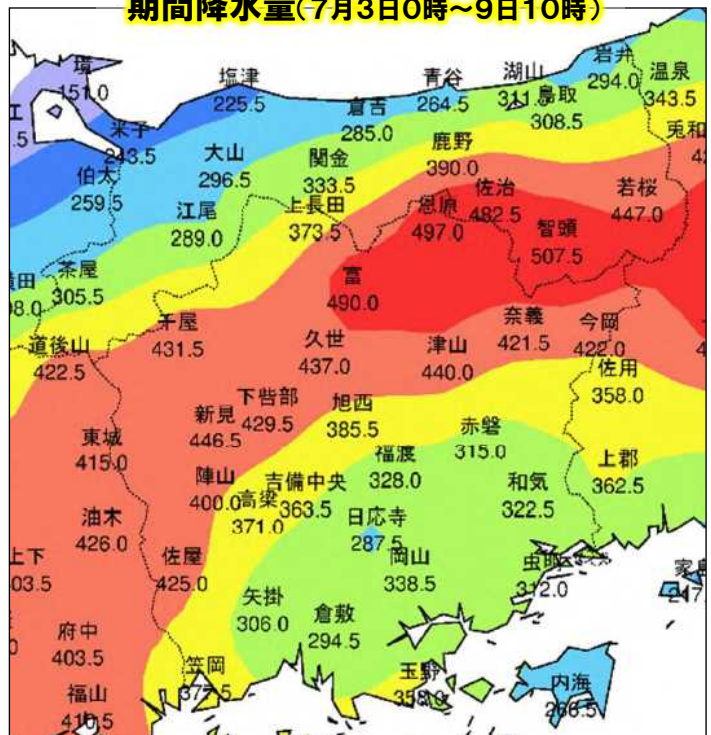 期間降水量(7月3日0時～9日10時)
境
151.0
塩津
225.5
青谷
264.5
湖山
311.5
岩井
294.0
温泉
343.5
米子
243.5
倉吉
285.0
鳥取
308.5
大山
296.5
関金
333.5
鹿野
390.0
伯太
259.5
江尾
289.0
上長田
373.5
恩原
497.0
佐治
482.5
智頭
507.5
若桜
447.0
茶屋
305.5
富
490.0
道後山
422.5
千屋
431.5
久世
437.0
津山
440.0
奈義
421.5
今岡
422.0
佐用
358.0
下呰部
429.5
新見
446.5
旭西
385.5
赤磐
315.0
東城
415.0
福渡
328.0
上郡
362.5
陣山
400.0
高梁
371.0
吉備中央
363.5
和気
322.5
油木
426.0
日応寺
287.5
上下
03.5
佐屋
425.0
岡山
338.5
虫明
312.0
矢掛
306.0
倉敷
294.5
府中
403.5
笠岡
377.5
玉野
358.0
内海
266.5
福山
410.5